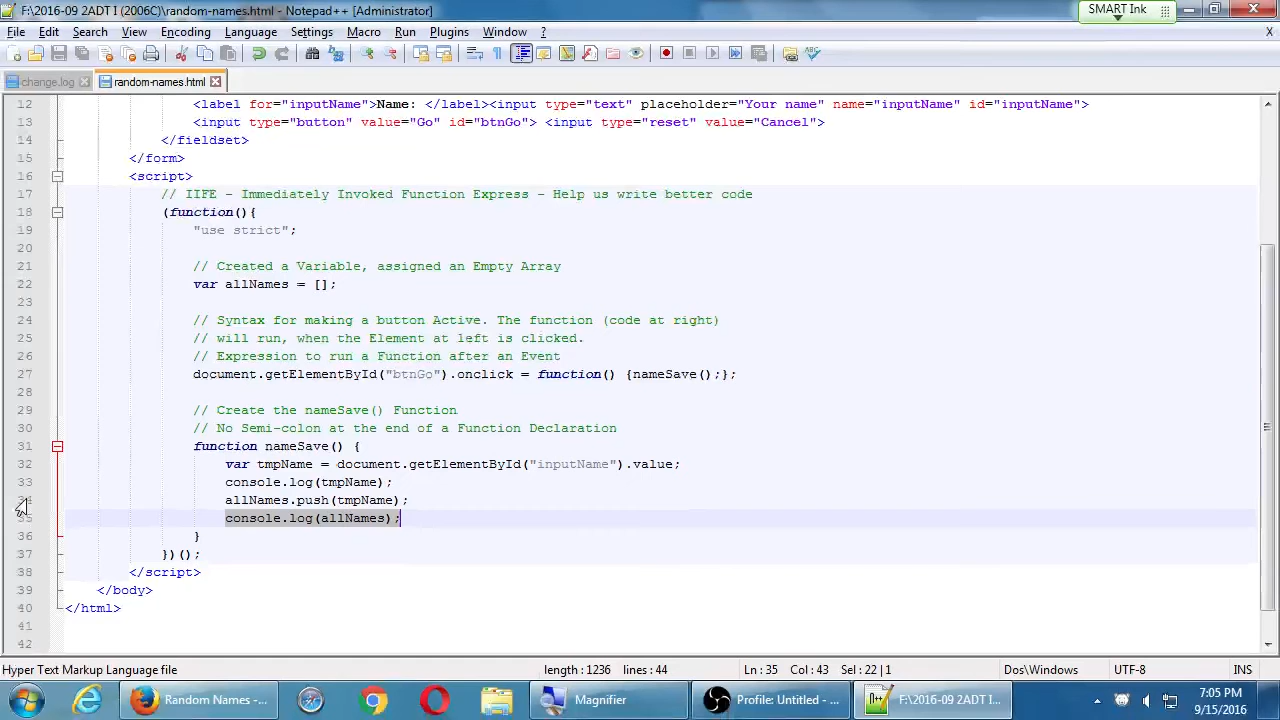 F:\2016-09 2ADT I (2006C)\random-names.html - Notepad++ [Administrator]
SMART Ink
File Edit Search View Encoding Language Settings Macro Run Plugins Window ? X
change.log random-names.html
12 <label for="inputName">Name: </label><input type="text" placeholder="Your name" name="inputName" id="inputName">
13 <input type="button" value="Go" id="btnGo"> <input type="reset" value="Cancel">
14 </fieldset>
15 </form>
16 <script>
17 // IIFE - Immediately Invoked Function Express - Help us write better code
18 (function(){
19 "use strict";
20
21 // Created a Variable, assigned an Empty Array
22 var allNames = [];
23
24 // Syntax for making a button Active. The function (code at right)
25 // will run, when the Element at left is clicked.
26 // Expression to run a Function after an Event
27 document.getElementById("btnGo").onclick = function() {nameSave();};
28
29 // Create the nameSave() Function
30 // No Semi-colon at the end of a Function Declaration
31 function nameSave() {
32 var tmpName = document.getElementById("inputName").value;
33 console.log(tmpName);
34 allNames.push(tmpName);
35 console.log(allNames);
36 }
37 })();
38 </script>
39 </body>
40 </html>
41
42
Hyper Text Markup Language file length : 1236 lines : 44 Ln : 35 Col : 43 Sel : 22 | 1 Dos\Windows UTF-8 INS
Random Names -... Magnifier Profile: Untitled - ... F:\2016-09 2ADT I... 7:05 PM
9/15/2016